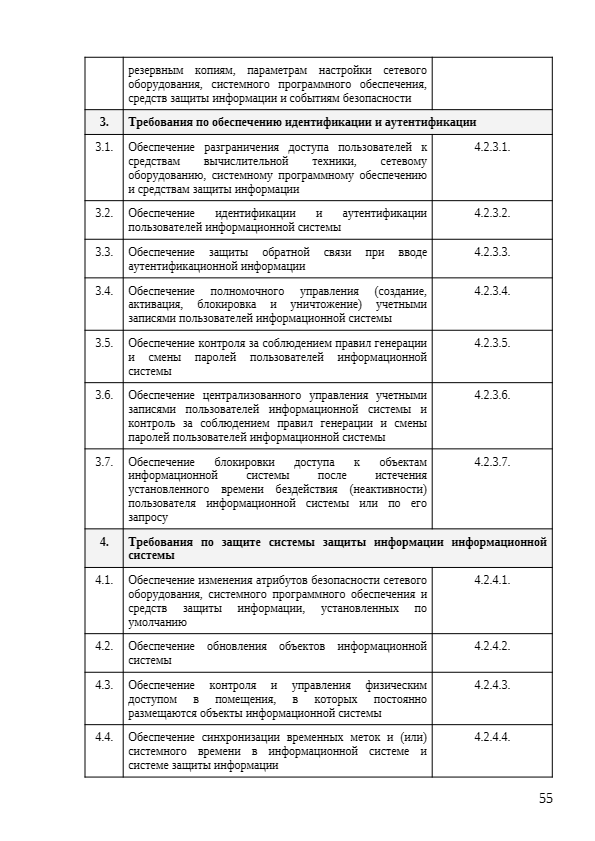 резервным копиям, параметрам настройки сетевого
оборудования, системного программного обеспечения,
средств защиты информации и событиям безопасности
3. Требования по обеспечению идентификации и аутентификации
3.1. Обеспечение разграничения доступа пользователей к 4.2.3.1.
средствам вычислительной техники, сетевому
оборудованию, системному программному обеспечению
и средствам защиты информации
3.2. Обеспечение идентификации и аутентификации 4.2.3.2.
пользователей информационной системы
3.3. Обеспечение защиты обратной связи при вводе 4.2.3.3.
аутентификационной информации
3.4. Обеспечение полномочного управления (создание, 4.2.3.4.
активация, блокировка и уничтожение) учетными
записями пользователей информационной системы
3.5. Обеспечение контроля за соблюдением правил генерации 4.2.3.5.
и смены паролей пользователей информационной
системы
3.6. Обеспечение централизованного управления учетными 4.2.3.6.
записями пользователей информационной системы и
контроль за соблюдением правил генерации и смены
паролей пользователей информационной системы
3.7. Обеспечение блокировки доступа к объектам 4.2.3.7.
информационной системы после истечения
установленного времени бездействия (неактивности)
пользователя информационной системы или по его
запросу
4. Требования по защите системы защиты информации информационной
системы
4.1. Обеспечение изменения атрибутов безопасности сетевого 4.2.4.1.
оборудования, системного программного обеспечения и
средств защиты информации, установленных по
умолчанию
4.2. Обеспечение обновления объектов информационной 4.2.4.2.
системы
4.3. Обеспечение контроля и управления физическим 4.2.4.3.
доступом в помещения, в которых постоянно
размещаются объекты информационной системы
4.4. Обеспечение синхронизации временных меток и (или) 4.2.4.4.
системного времени в информационной системе и
системе защиты информации
55